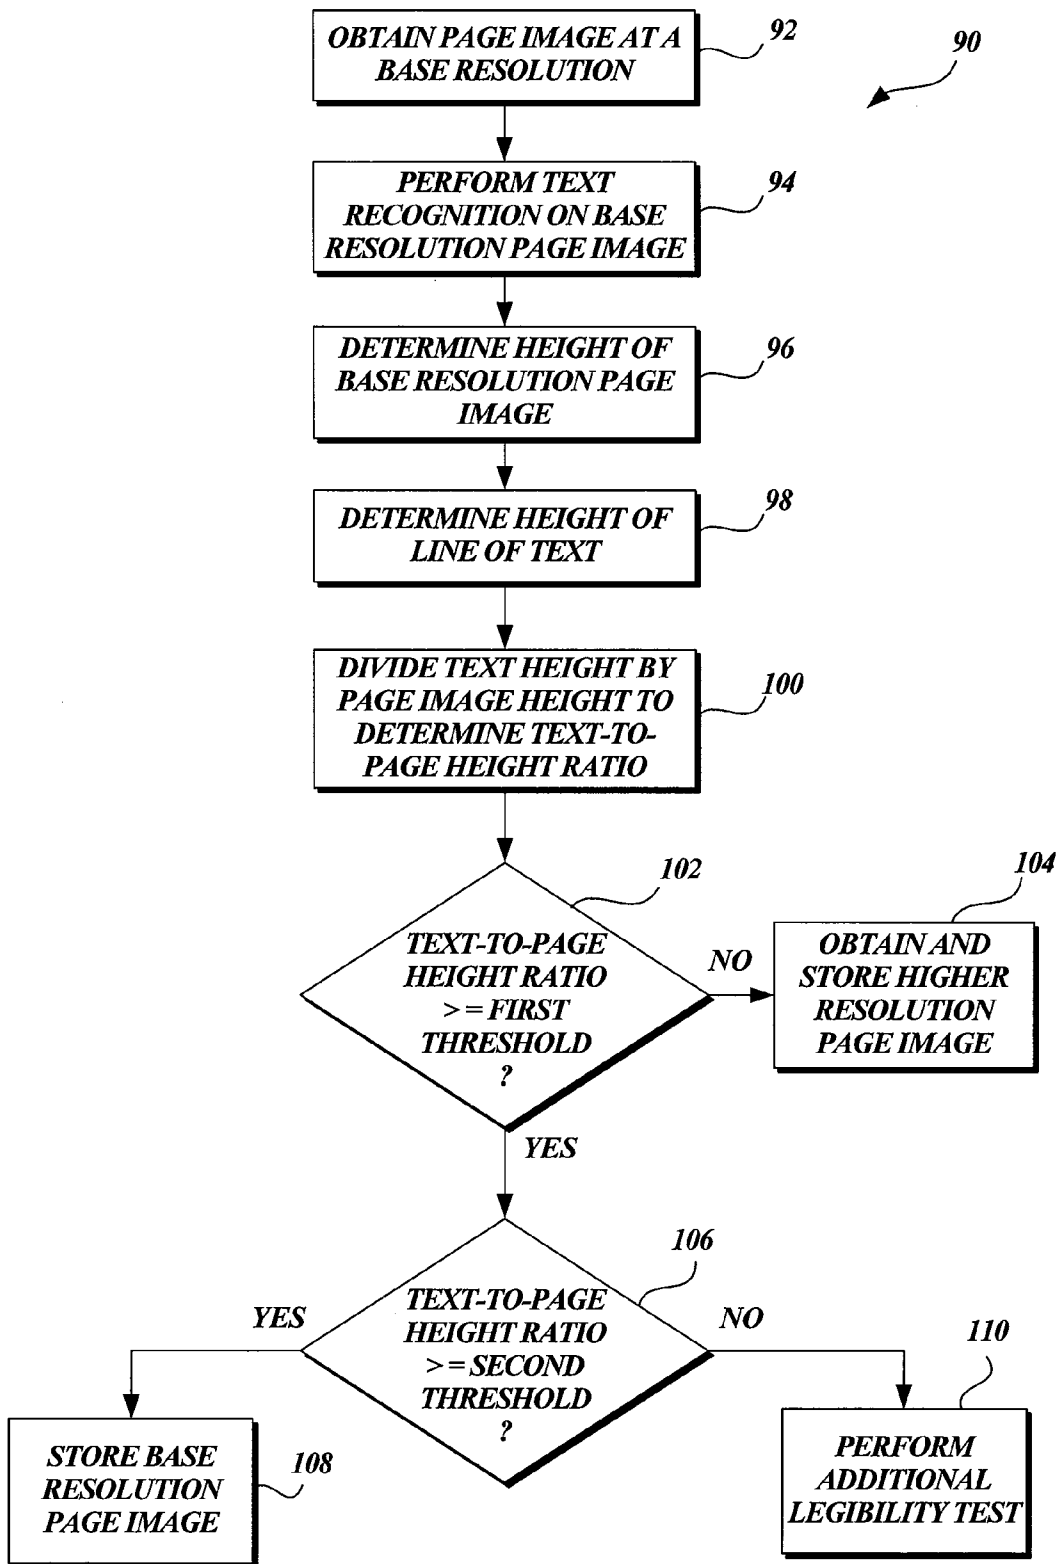 OBTAIN PAGE IMAGE AT A
BASE RESOLUTION
92
90
PERFORM TEXT
RECOGNITION ON BASE
RESOLUTION PAGE IMAGE
94
DETERMINE HEIGHT OF
BASE RESOLUTION PAGE
IMAGE
96
DETERMINE HEIGHT OF
LINE OF TEXT
98
DIVIDE TEXT HEIGHT BY
PAGE IMAGE HEIGHT TO
DETERMINE TEXT-TO-
PAGE HEIGHT RATIO
100
TEXT-TO-PAGE
HEIGHT RATIO
> = FIRST
THRESHOLD
?
102
NO
OBTAIN AND
STORE HIGHER
RESOLUTION
PAGE IMAGE
104
YES
TEXT-TO-PAGE
HEIGHT RATIO
> = SECOND
THRESHOLD
?
106
YES
NO
STORE BASE
RESOLUTION
PAGE IMAGE
108
PERFORM
ADDITIONAL
LEGIBILITY TEST
110